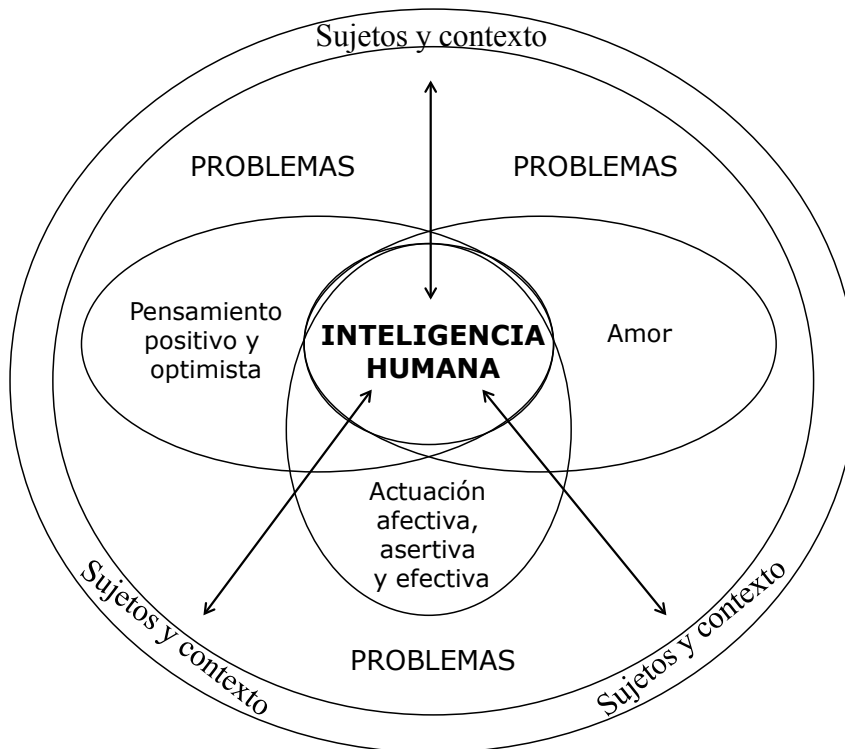 Sujetos y contexto
PROBLEMAS
PROBLEMAS
Pensamiento
positivo y
optimista
INTELIGENCIA
HUMANA
Amor
Actuación
afectiva,
asertiva
y efectiva
Sujetos y contexto
Sujetos y contexto
PROBLEMAS